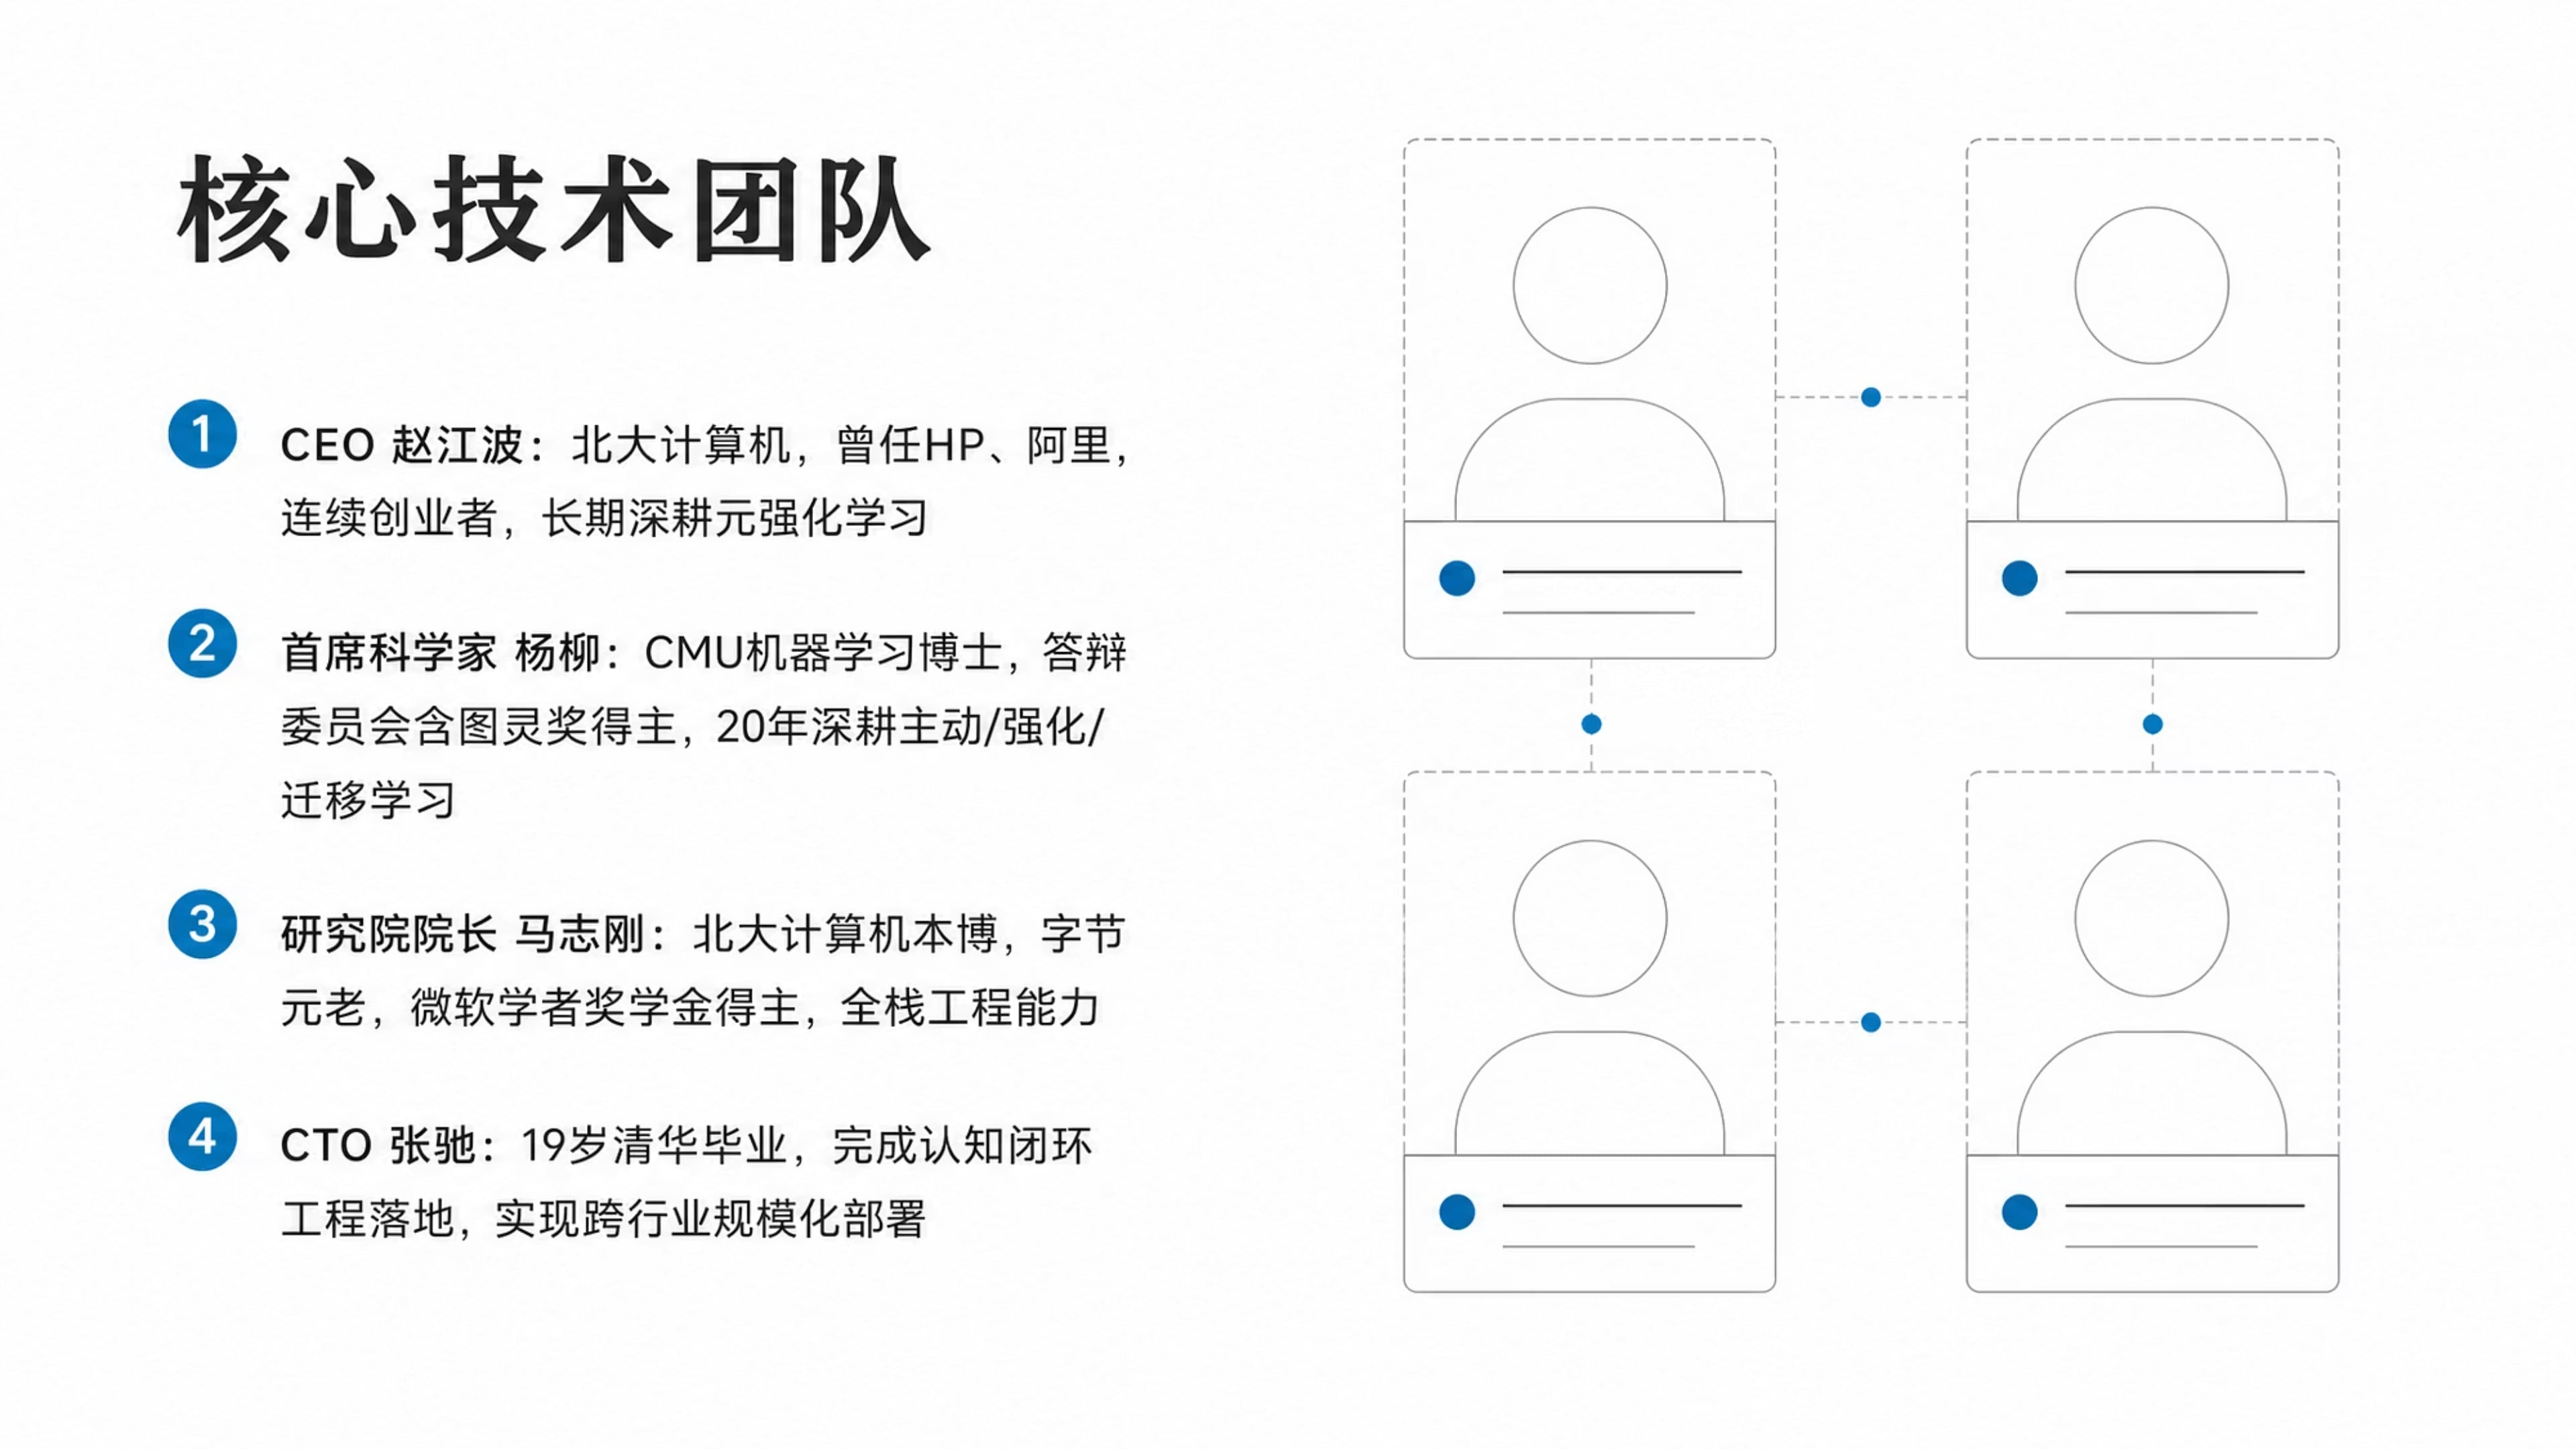 核心技术团队
1
CEO 赵江波：北大计算机，曾任HP、阿里，
连续创业者，长期深耕元强化学习
2
首席科学家 杨柳：CMU机器学习博士，答辩
委员会含图灵奖得主，20年深耕主动/强化/
迁移学习
3
研究院院长 马志刚：北大计算机本博，字节
元老，微软学者奖学金得主，全栈工程能力
4
CTO 张驰：19岁清华毕业，完成认知闭环
工程落地，实现跨行业规模化部署